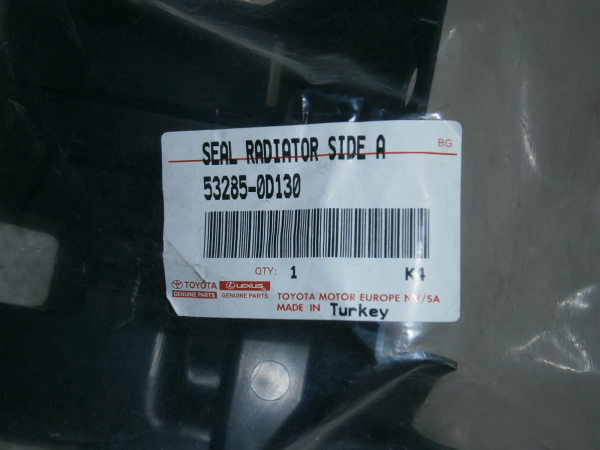 SEAL RADIATOR SIDE A BG
53285-0D130
QTY: 1 K4
TOYOTA LEXUS
GENUINE PARTS GENUINE PARTS
TOYOTA MOTOR EUROPE NV/SA
MADE IN Turkey